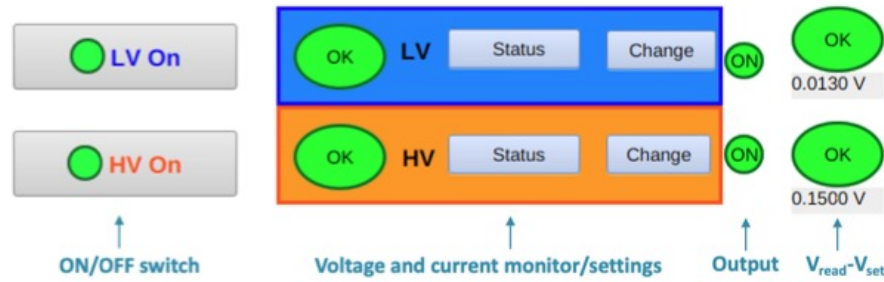 LV On OK LV Status Change ON OK
0.0130 V
HV On OK HV Status Change ON OK
0.1500 V
ON/OFF switch Voltage and current monitor/settings Output Vread-Vset